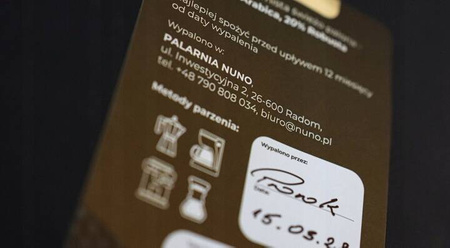 Arabica, 20% Robusta
Najlepiej spożyć przed upływem 12 miesięcy
od daty wypalenia
Wypalono w:
PALARNIA NUNO,
ul. Inwestycyjna 2, 26-600 Radom,
tel. +48 790 808 034, biuro@nuno.pl
Metody parzenia:
Wypalono przez:
Data:
15.05.2